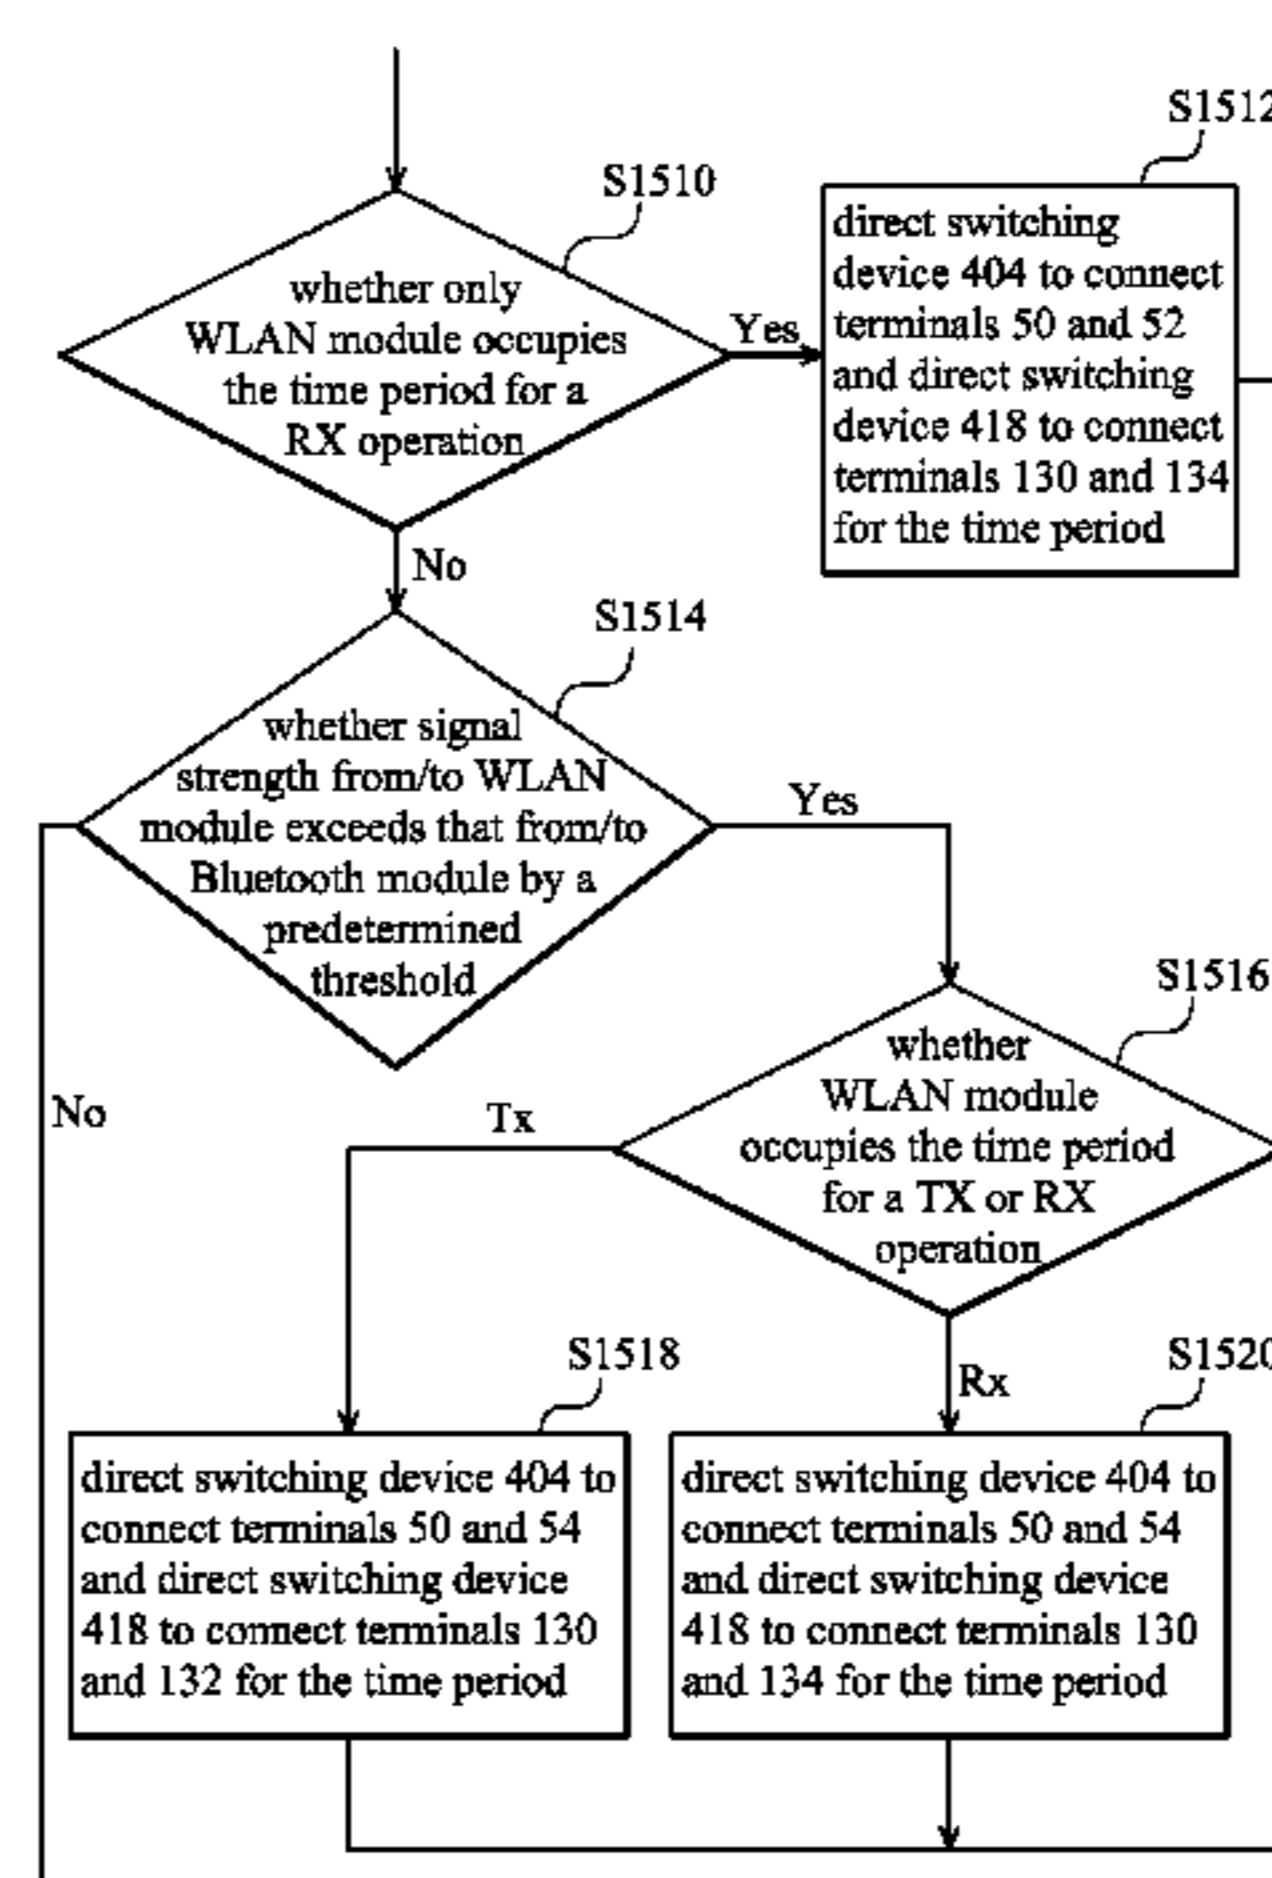 S1512
S1510
whether only
WLAN module occupies
the time period for a
RX operation
Yes
direct switching
device 404 to connect
terminals 50 and 52
and direct switching
device 418 to connect
terminals 130 and 134
for the time period
No
S1514
whether signal
strength from/to WLAN
module exceeds that from/to
Bluetooth module by a
predetermined
threshold
Yes
No
S1516
whether
WLAN module
occupies the time period
for a TX or RX
operation
Tx
Rx
S1518
direct switching device 404 to
connect terminals 50 and 54
and direct switching device
418 to connect terminals 130
and 132 for the time period
S1520
direct switching device 404 to
connect terminals 50 and 54
and direct switching device
418 to connect terminals 130
and 134 for the time period